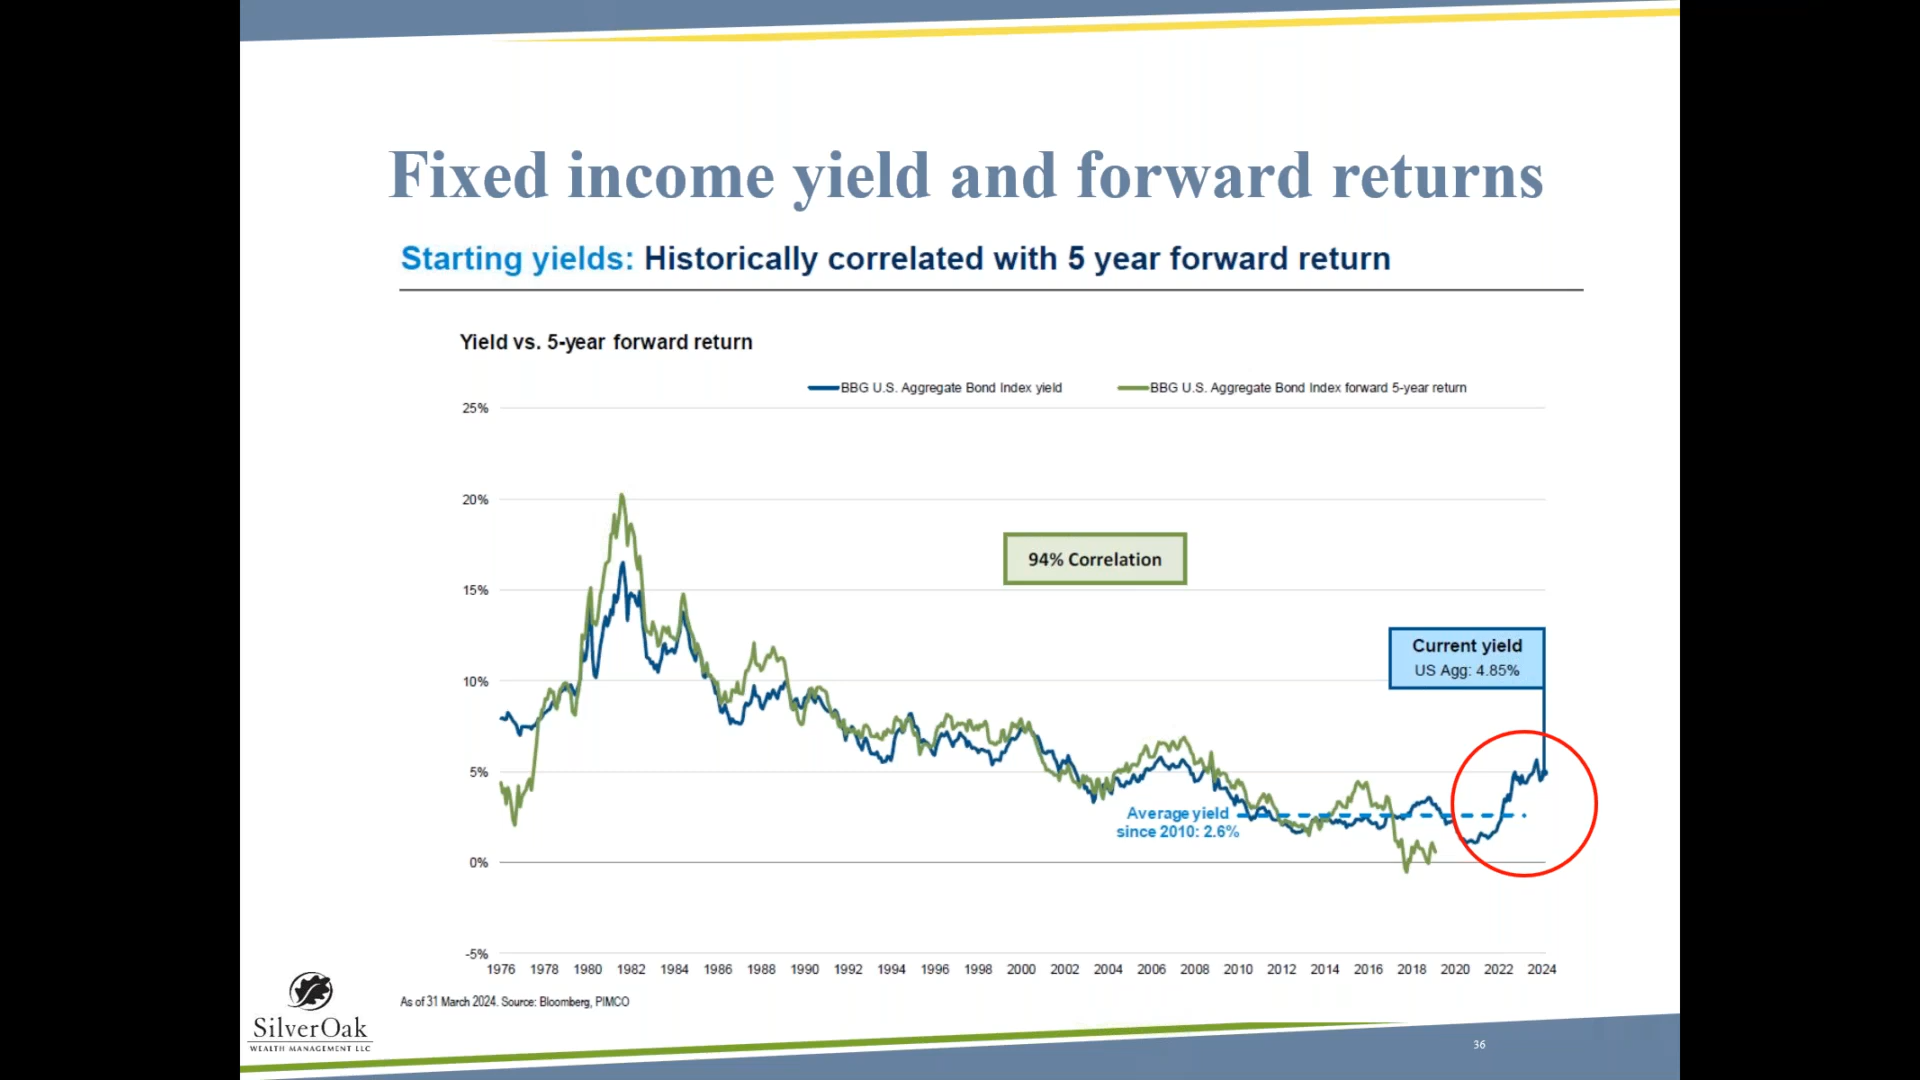 Fixed income yield and forward returns
Starting yields: Historically correlated with 5 year forward return
Yield vs. 5-year forward return
BBG U.S. Aggregate Bond Index yield
BBG U.S. Aggregate Bond Index forward 5-year return
25%
20%
15%
10%
5%
0%
-5%
94% Correlation
Current yield
US Agg: 4.85%
Average yield
since 2010: 2.6%
1976 1978 1980 1982 1984 1986 1988 1990 1992 1994 1996 1998 2000 2002 2004 2006 2008 2010 2012 2014 2016 2018 2020 2022 2024
As of 31 March 2024. Source: Bloomberg, PIMCO
SilverOak
WEALTH MANAGEMENT LLC
36